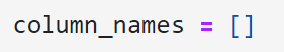 column_names = []